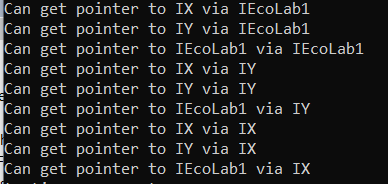 Can get pointer to IX via IEcoLab1
Can get pointer to IY via IEcoLab1
Can get pointer to IEcoLab1 via IEcoLab1
Can get pointer to IX via IY
Can get pointer to IY via IY
Can get pointer to IEcoLab1 via IY
Can get pointer to IX via IX
Can get pointer to IY via IX
Can get pointer to IEcoLab1 via IX